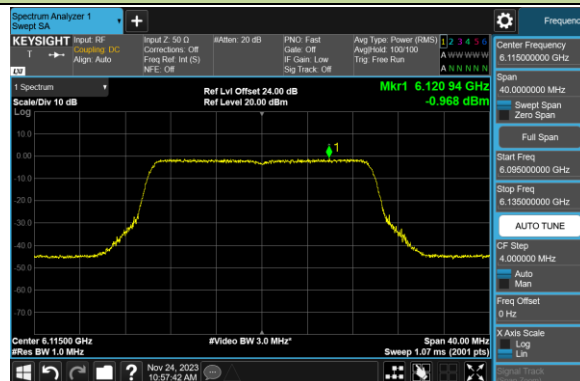 Spectrum Analyzer 1
Swept SA
+
Frequency
KEYSIGHT
Input: RF
Coupling: DC
Align: Auto
Input Z: 50 Ω
Corrections: Off
Freq Ref: Int (S)
NFE: Off
#Atten: 20 dB
PNO: Fast
Gate: Off
IF Gain: Low
Sig Track: Off
Avg Type: Power (RMS)
Avg|Hold: 100/100
Trig: Free Run
1 2 3 4 5 6
A W W W W W
A N N N N N
T
LXI
1 Spectrum
Scale/Div 10 dB
Log
Ref Lvl Offset 24.00 dB
Ref Level 20.00 dBm
Mkr1 6.120 94 GHz
-0.968 dBm
1
10.0
0.00
-10.0
-20.0
-30.0
-40.0
-50.0
-60.0
-70.0
Center 6.11500 GHz
#Res BW 1.0 MHz
#Video BW 3.0 MHz*
Span 40.00 MHz
Sweep 1.07 ms (2001 pts)
Center Frequency
6.115000000 GHz
Span
40.0000000 MHz
Swept Span
Zero Span
Full Span
Start Freq
6.095000000 GHz
Stop Freq
6.135000000 GHz
AUTO TUNE
CF Step
4.000000 MHz
Auto
Man
Freq Offset
0 Hz
X Axis Scale
Log
Lin
Signal Track
?
Nov 24, 2023
10:57:42 AM